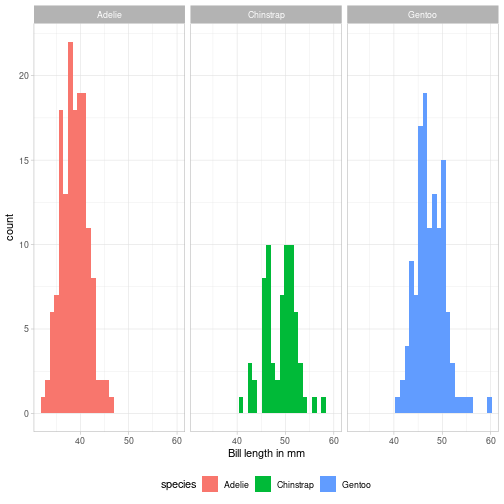 Adelie Chinstrap Gentoo
count
20
15
10
5
0
40 50 60 40 50 60 40 50 60
Bill length in mm
species Adelie Chinstrap Gentoo